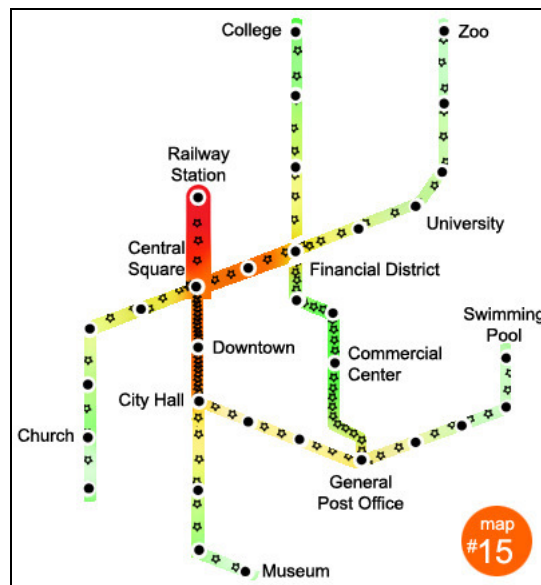 College
Zoo
Railway
Station
University
Central
Square
Financial District
Swimming
Pool
Downtown
Commercial
Center
City Hall
Church
General
Post Office
map
#15
Museum